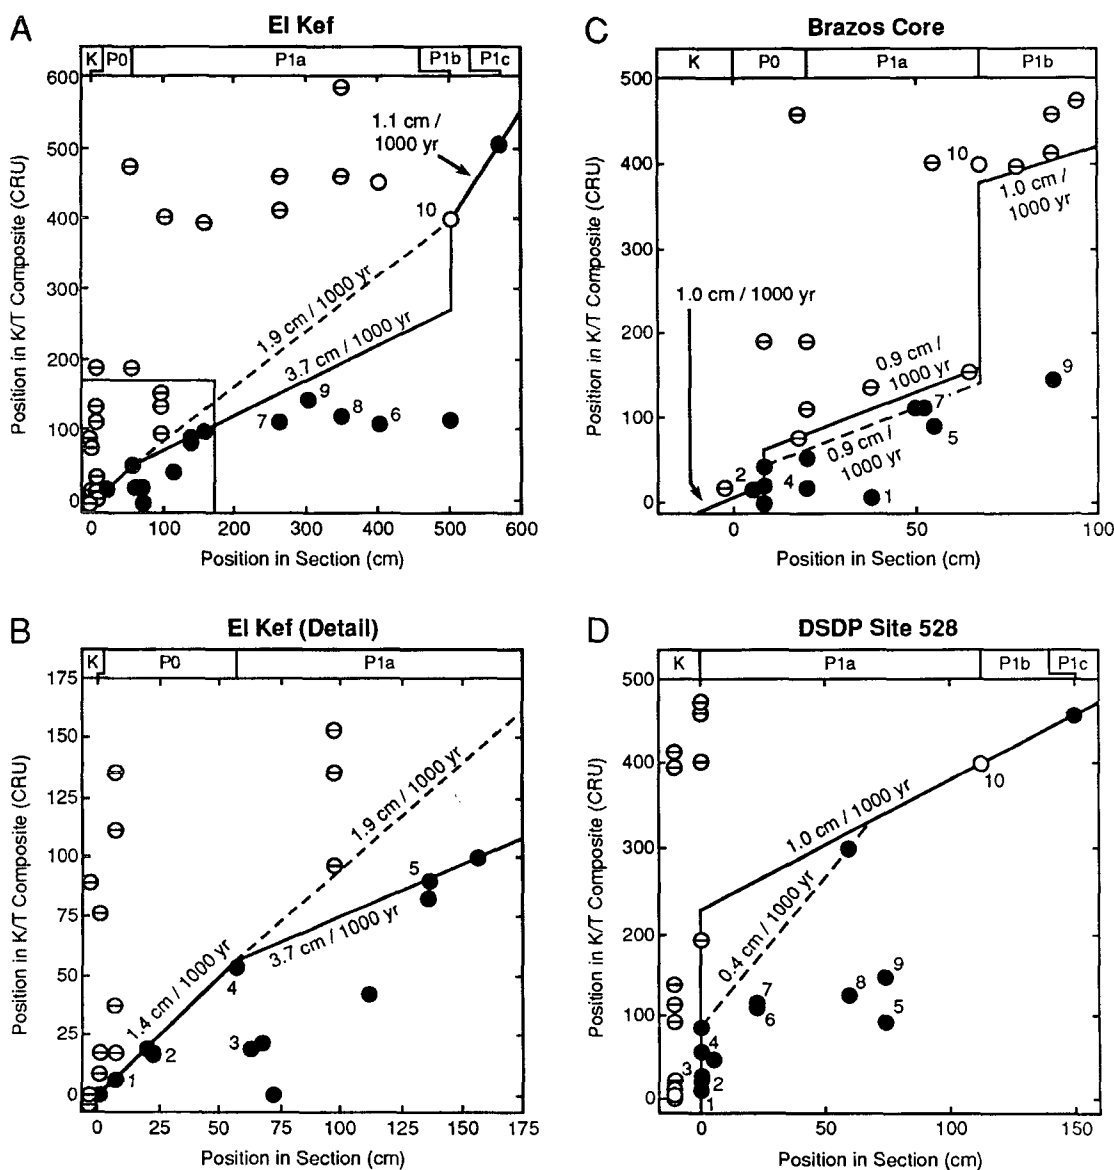 A
El Kef
K
P0
P1a
P1b
P1c
600
500
400
300
200
100
0
Position in K/T Composite (CRU)
1.1 cm /
1000 yr
10
1.9 cm / 1000 yr
3.7 cm / 1000 yr
7
9
8
6
0
100
200
300
400
500
600
Position in Section (cm)
C
Brazos Core
K
P0
P1a
P1b
500
400
300
200
100
0
Position in K/T Composite (CRU)
10
1.0 cm /
1000 yr
1.0 cm / 1000 yr
0.9 cm /
1000 yr
9
7
5
0.9 cm /
1000 yr
2
4
1
0
50
100
Position in Section (cm)
B
El Kef (Detail)
K
P0
P1a
175
150
125
100
75
50
25
0
Position in K/T Composite (CRU)
1.9 cm / 1000 yr
5
3.7 cm / 1000 yr
1.4 cm / 1000 yr
4
3
2
1
0
25
50
75
100
125
150
175
Position in Section (cm)
D
DSDP Site 528
K
P1a
P1b
P1c
500
400
300
200
100
0
Position in K/T Composite (CRU)
10
1.0 cm / 1000 yr
0.4 cm / 1000 yr
9
7
8
6
5
4
3
2
1
0
50
100
150
Position in Section (cm)